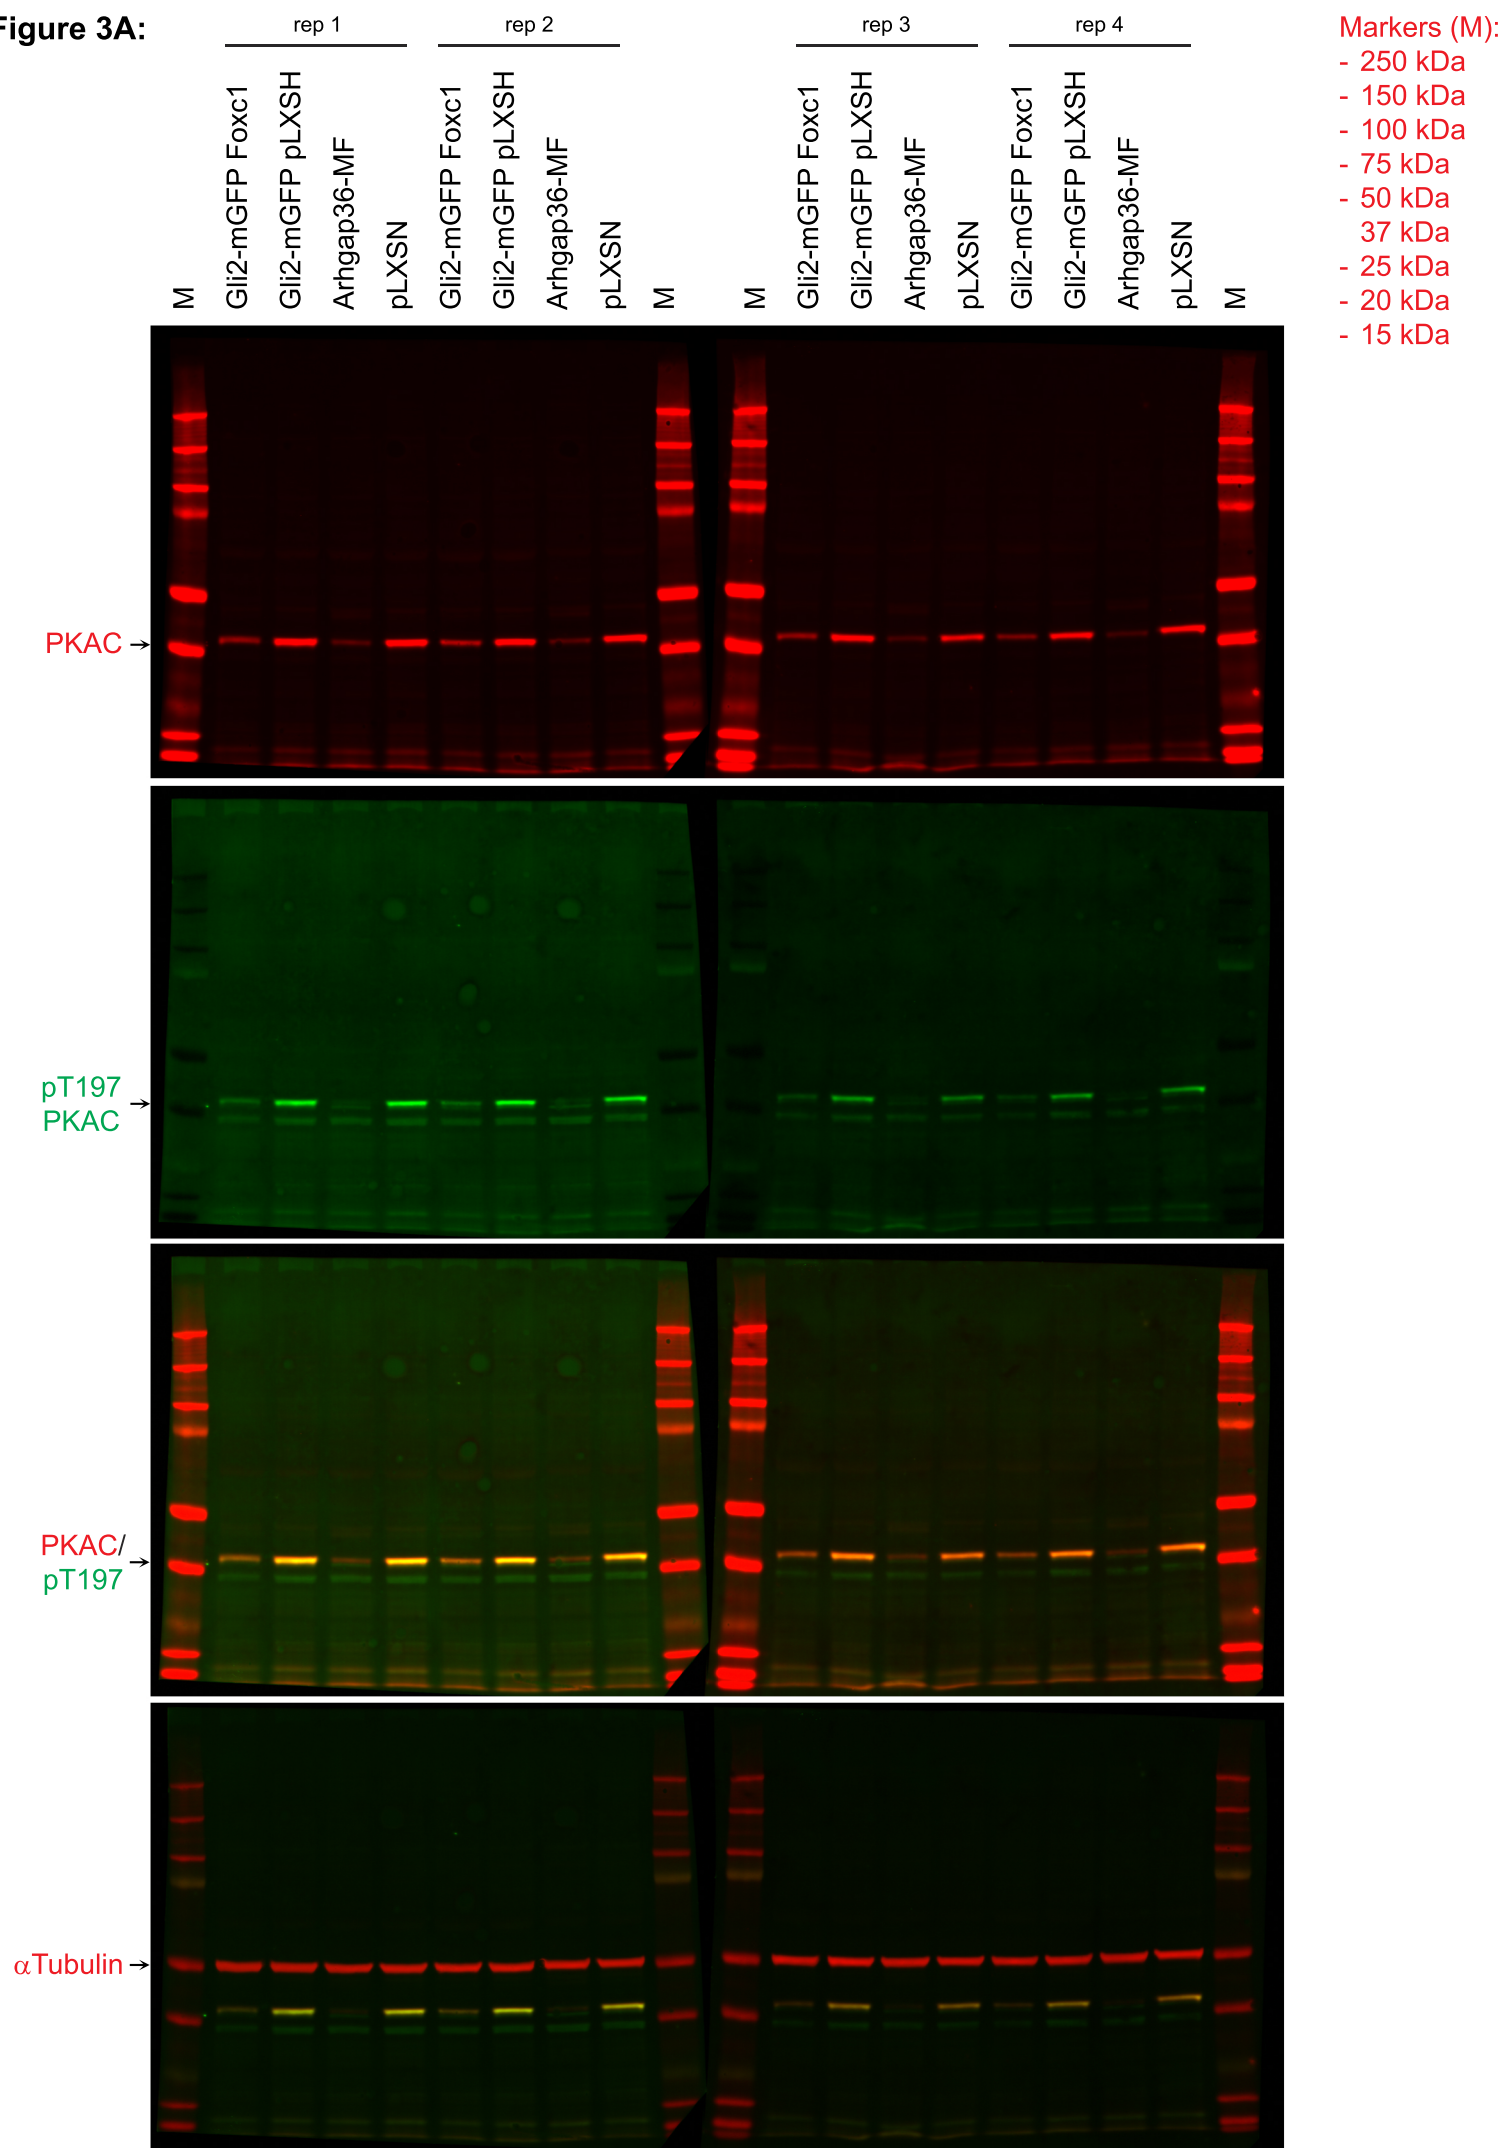 Figure 3A:
rep 1
rep 2
rep 3
rep 4
M
Gli2-mGFP Foxc1
Gli2-mGFP pLXSH
Arhgap36-MF
pLXSN
Gli2-mGFP Foxc1
Gli2-mGFP pLXSH
Arhgap36-MF
pLXSN
M
M
Gli2-mGFP Foxc1
Gli2-mGFP pLXSH
Arhgap36-MF
pLXSN
Gli2-mGFP Foxc1
Gli2-mGFP pLXSH
Arhgap36-MF
pLXSN
M
Markers (M):
- 250 kDa
- 150 kDa
- 100 kDa
- 75 kDa
- 50 kDa
37 kDa
- 25 kDa
- 20 kDa
- 15 kDa
PKAC
pT197
PKAC
PKAC/
pT197
αTubulin